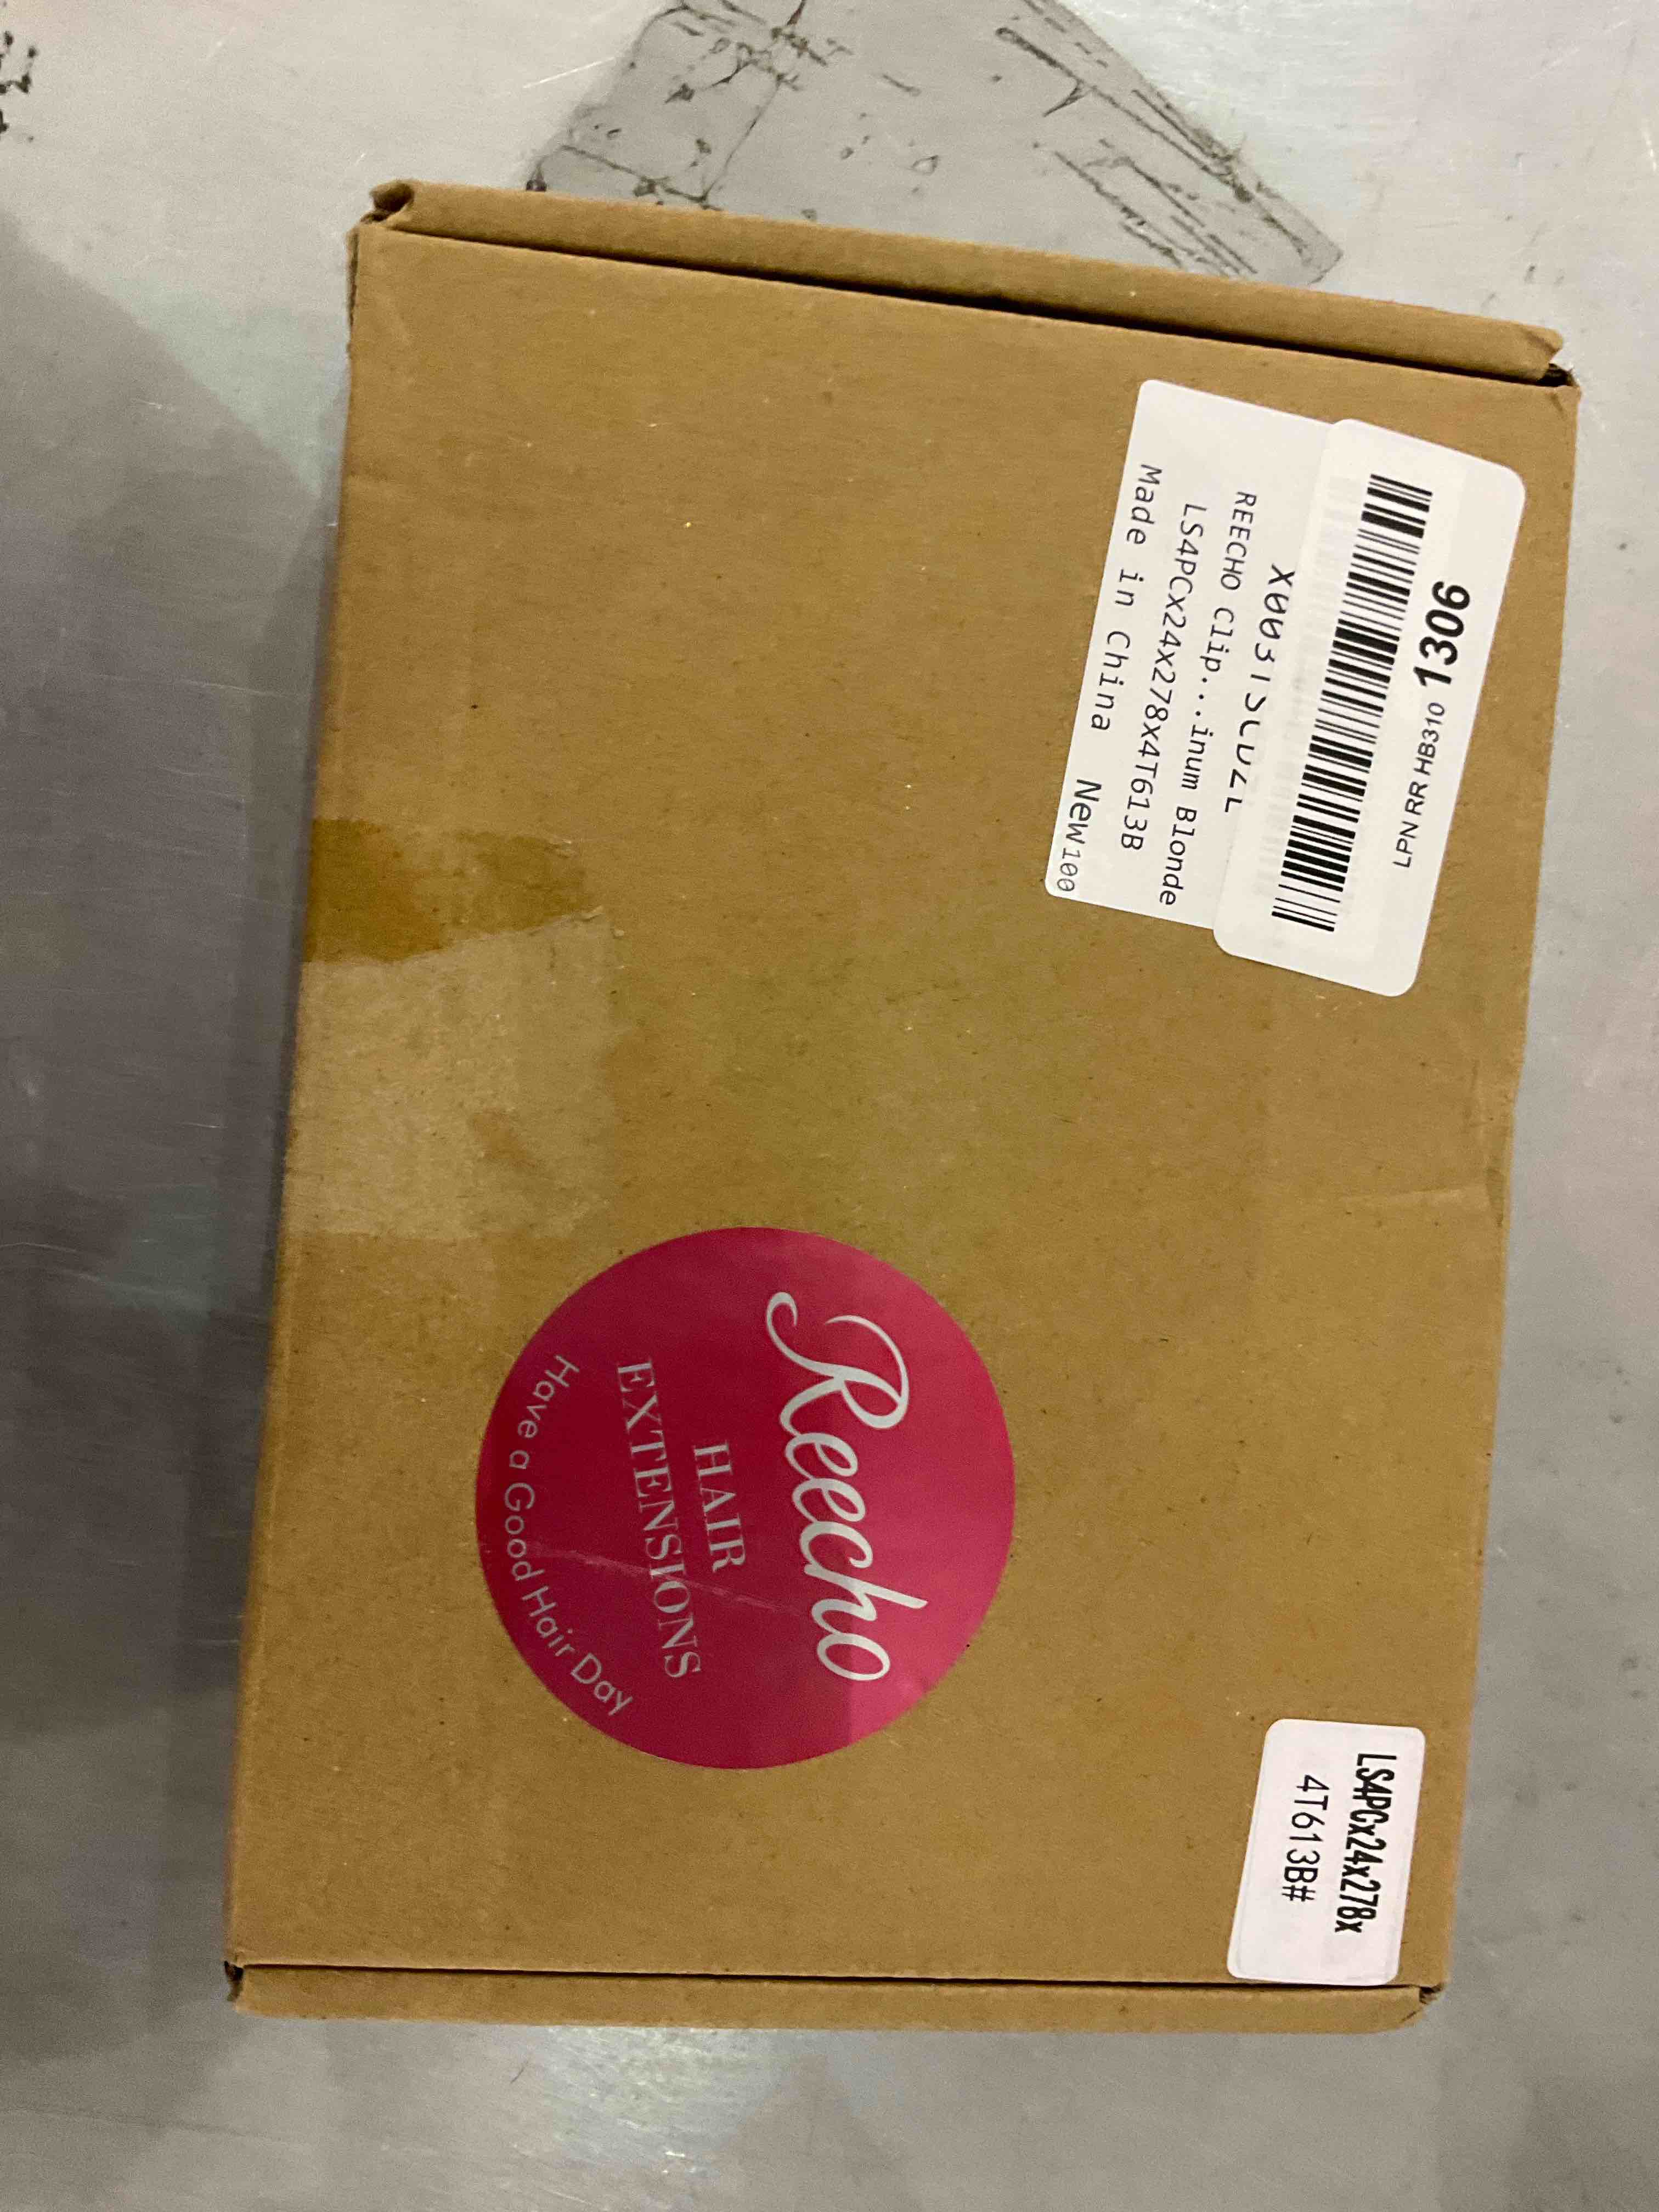 LPN RR HB310 1306
REECHO Clip...inum Blonde
LS4PCx24x278x4T613B
Made in China New100
Reecho
HAIR
EXTENSIONS
Have a Good Hair Day
LS4PCx24x278x
4T613B#